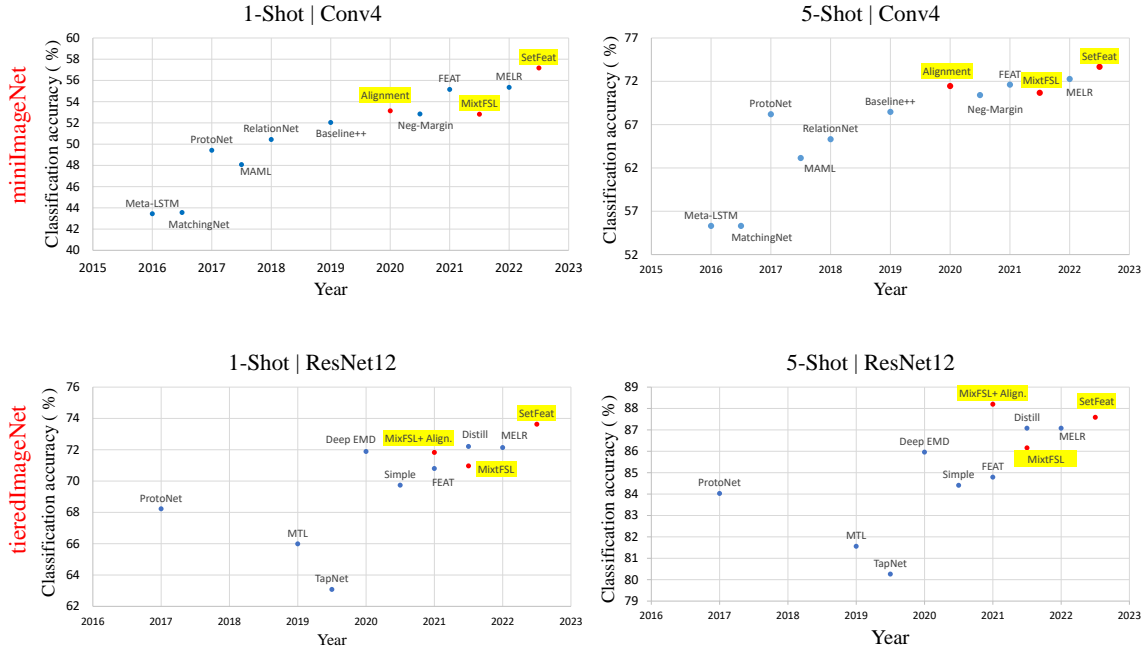 1-Shot | Conv4
miniImageNet
Classification accuracy ( %)
60
58
56
54
52
50
48
46
44
42
40
Meta-LSTM
MatchingNet
ProtoNet
MAML
RelationNet
Baseline++
Alignment
Neg-Margin
FEAT
MixtFSL
MELR
SetFeat
2015 2016 2017 2018 2019 2020 2021 2022 2023
Year
5-Shot | Conv4
Classification accuracy ( %)
77
72
67
62
57
52
Meta-LSTM
MatchingNet
ProtoNet
MAML
RelationNet
Baseline++
Alignment
Neg-Margin
FEAT
MixtFSL
MELR
SetFeat
2015 2016 2017 2018 2019 2020 2021 2022 2023
Year
1-Shot | ResNet12
tieredImageNet
Classification accuracy ( %)
76
74
72
70
68
66
64
62
ProtoNet
MTL
TapNet
Deep EMD
Simple
MixFSL+ Align.
FEAT
Distill
MixtFSL
MELR
SetFeat
2016 2017 2018 2019 2020 2021 2022 2023
Year
5-Shot | ResNet12
Classification accuracy ( %)
89
88
87
86
85
84
83
82
81
80
79
ProtoNet
MTL
TapNet
Deep EMD
Simple
MixFSL+ Align.
FEAT
Distill
MixtFSL
MELR
SetFeat
2016 2017 2018 2019 2020 2021 2022 2023
Year